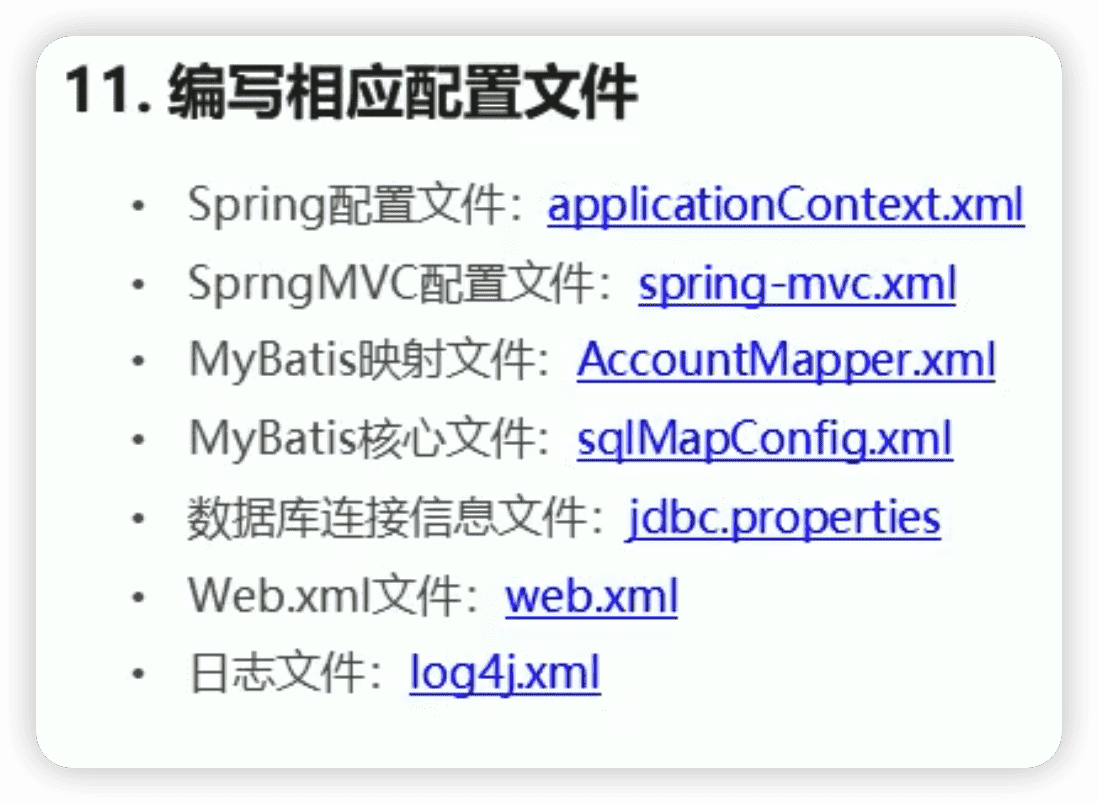 11. 编写相应配置文件
• Spring配置文件：applicationContext.xml
• SprngMVC配置文件：spring-mvc.xml
• MyBatis映射文件：AccountMapper.xml
• MyBatis核心文件：sqlMapConfig.xml
• 数据库连接信息文件：jdbc.properties
• Web.xml文件：web.xml
• 日志文件：log4j.xml